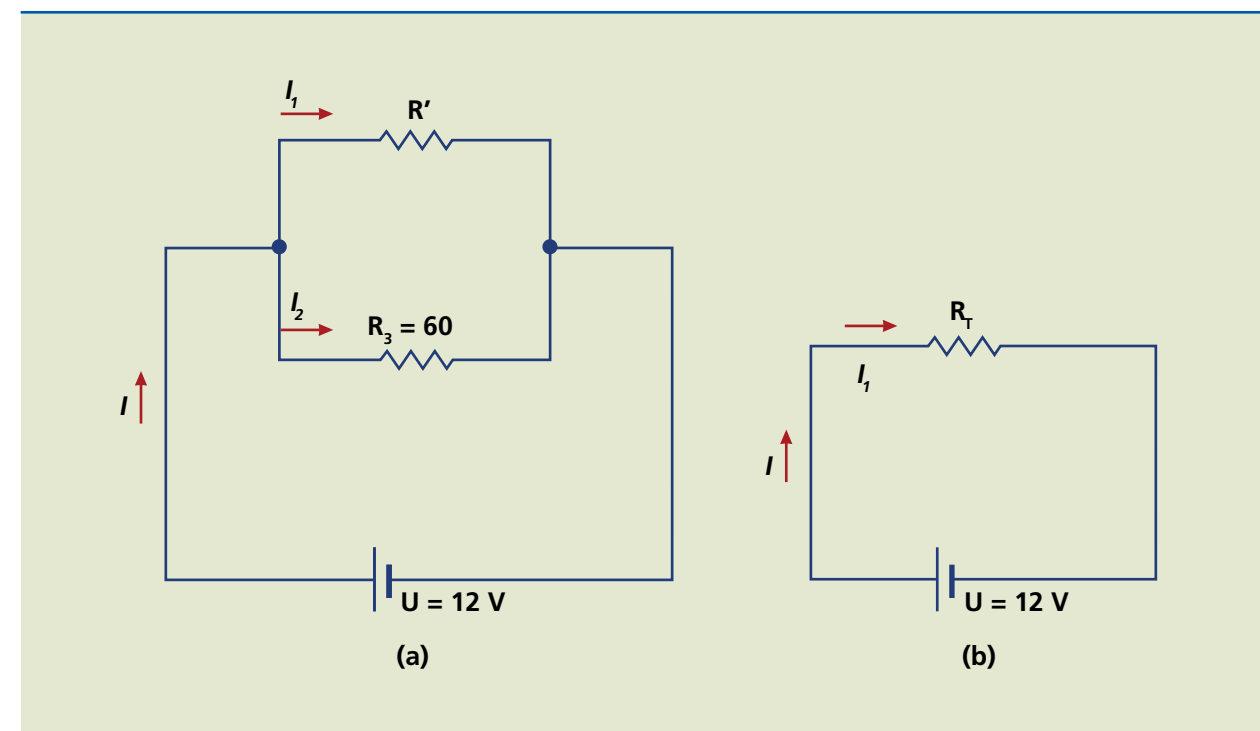 I1
R′
I2
R3 = 60
I
U = 12 V
(a)
RT
I1
I
U = 12 V
(b)